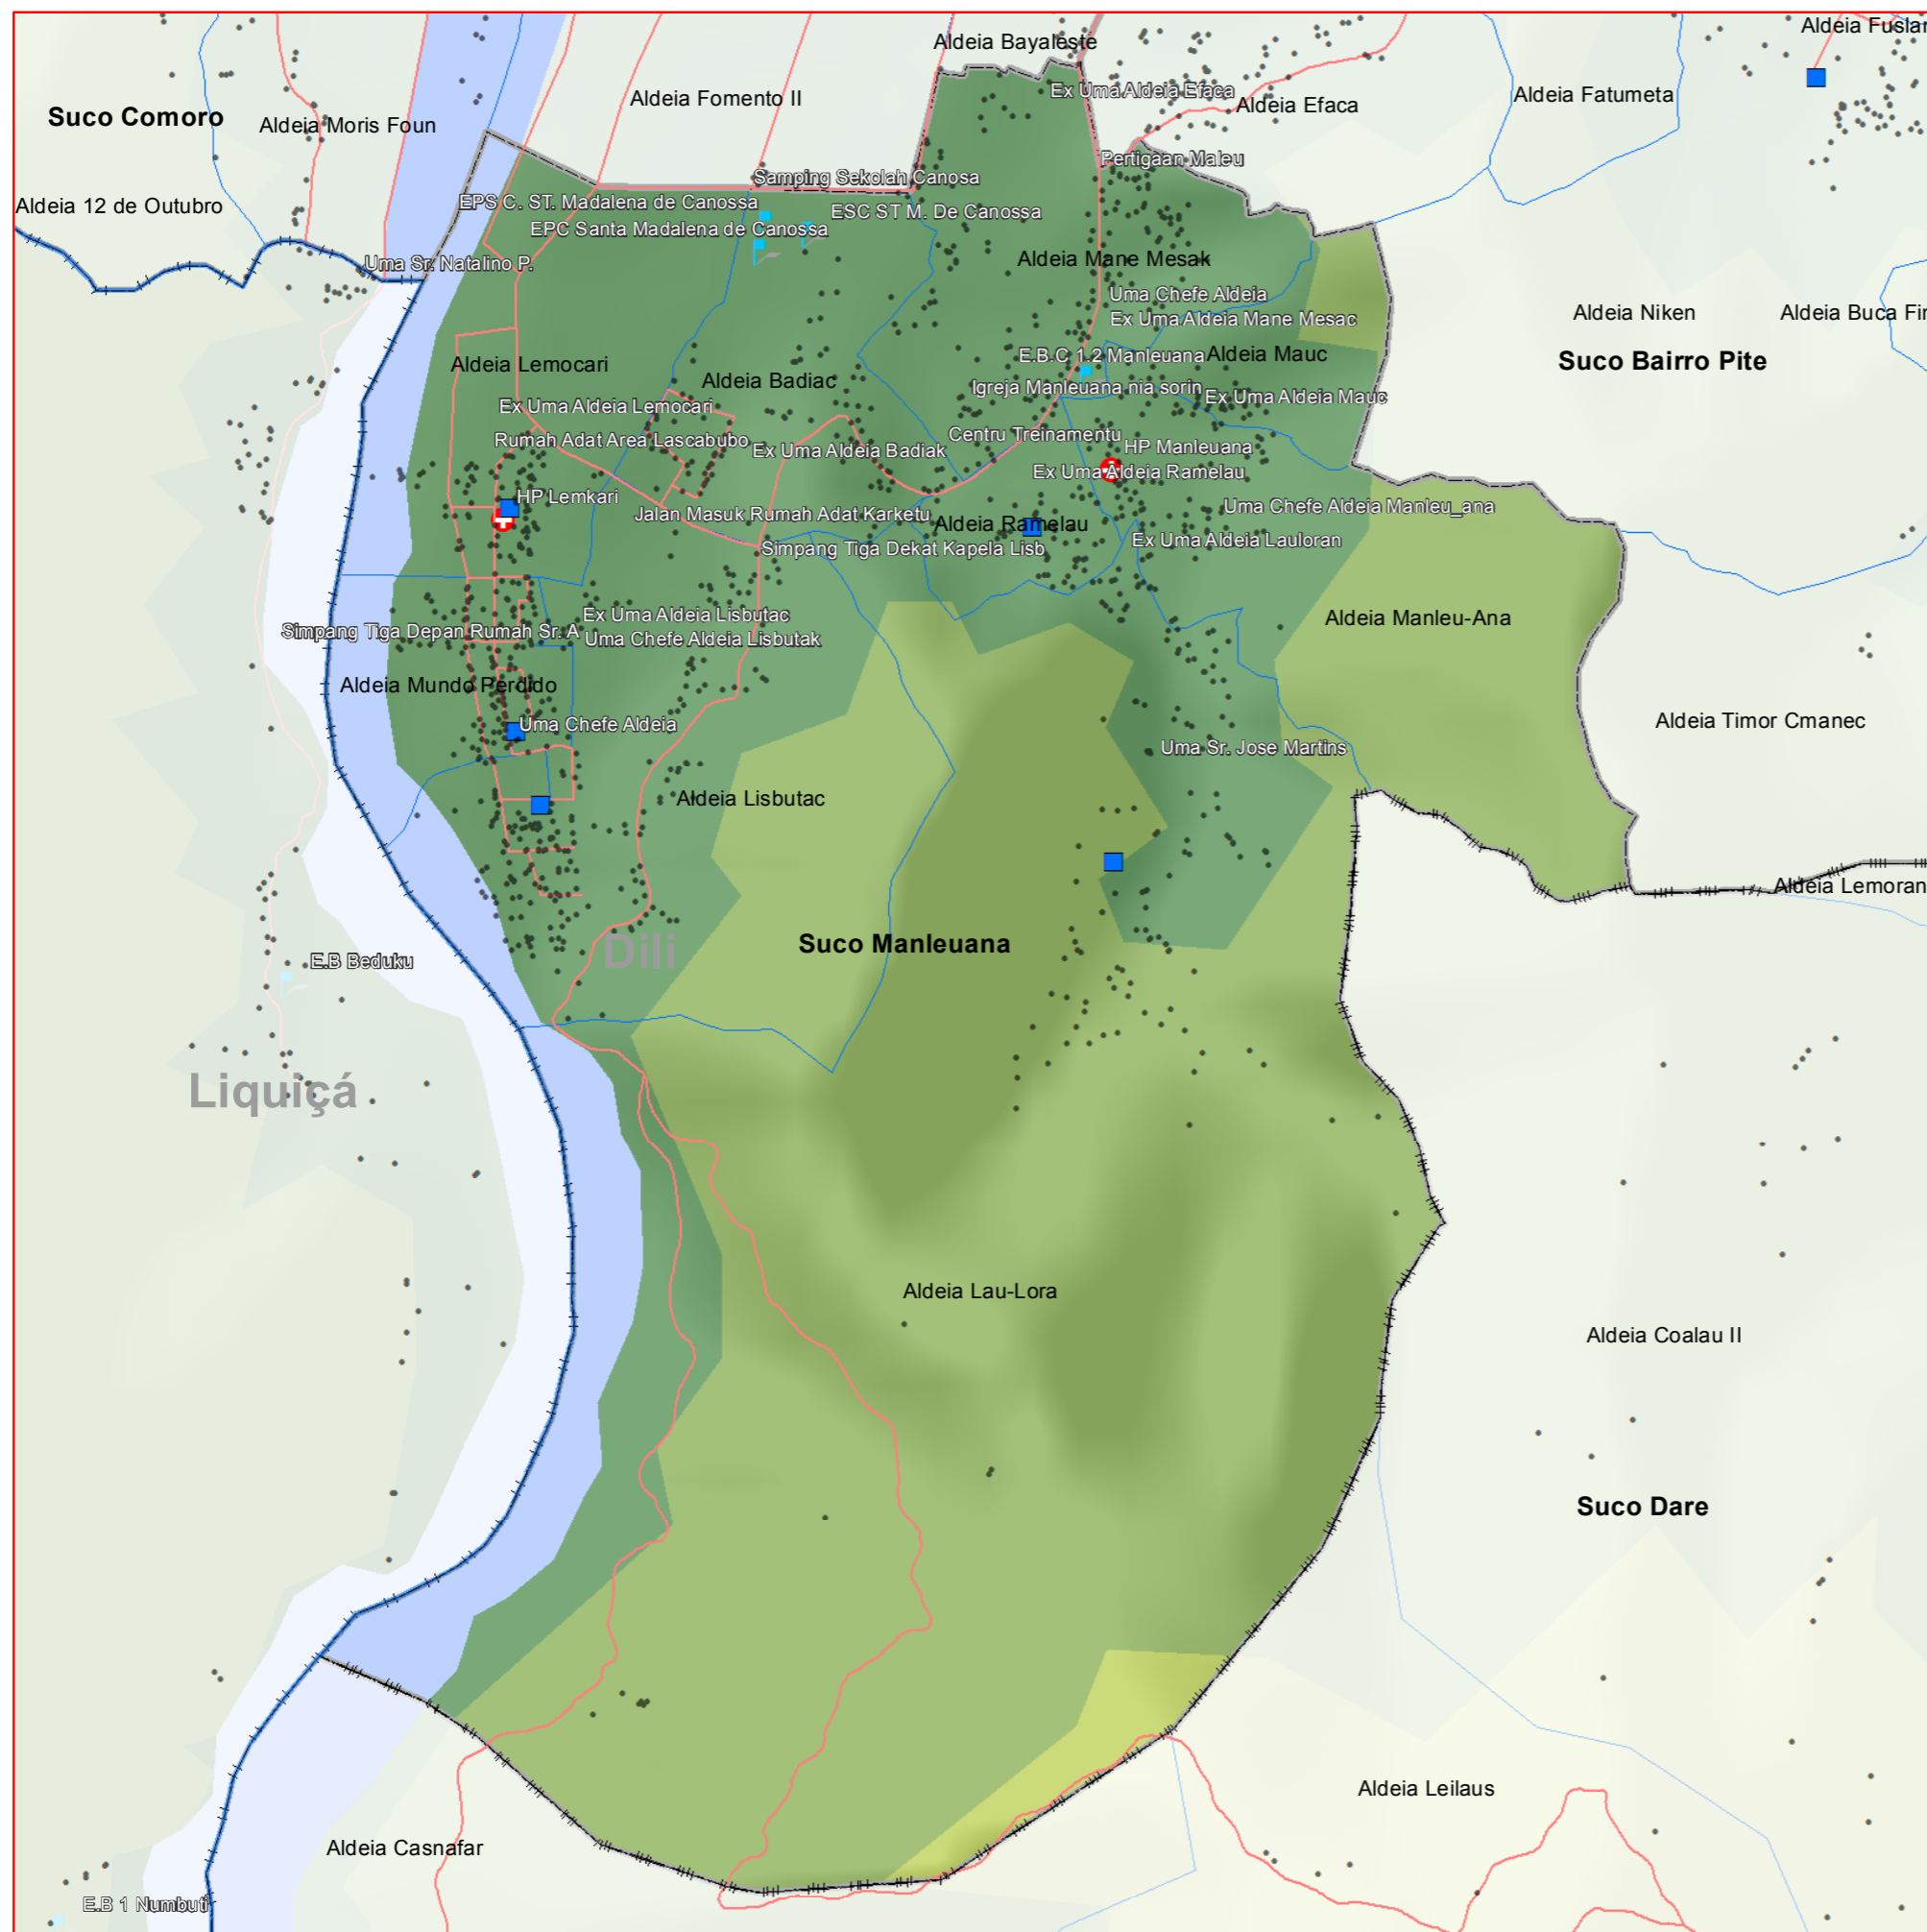 Aldeia Fuslar
Aldeia Bayaleste
Ex Uma Aldeia Efaca
Aldeia Fomento II
Aldeia Efaca
Aldeia Fatumeta
Suco Comoro
Aldeia Moris Foun
Pertigaan Maleu
Samping Sekolah Canosa
Aldeia 12 de Outubro
EPS C. ST. Madalena de Canossa
ESC ST M. De Canossa
EPC Santa Madalena de Canossa
Aldeia Mane Mesak
Uma Sr. Natalino P.
Uma Chefe Aldeia
Ex Uma Aldeia Mane Mesac
Aldeia Niken
Aldeia Buca Fir
E.B.C 1.2 Manleuana
Aldeia Mauc
Suco Bairro Pite
Aldeia Lemocari
Aldeia Badiac
Igreja Manleuana nia sorin
Ex Uma Aldeia Mauc
Ex Uma Aldeia Lemocari
Rumah Adat Area Lascabubo
Ex Uma Aldeia Badiak
Centru Treinamentu
HP Manleuana
Ex Uma Aldeia Ramelau
HP Lemkari
Jalan Masuk Rumah Adat Karketu
Uma Chefe Aldeia Manleu_ana
Aldeia Ramelau
Simpang Tiga Dekat Kapela Lisb
Ex Uma Aldeia Lauloran
Ex Uma Aldeia Lisbutac
Simpang Tiga Depan Rumah Sr. A
Uma Chefe Aldeia Lisbutak
Aldeia Manleu-Ana
Aldeia Mundo Perdido
Uma Chefe Aldeia
Aldeia Timor Cmanec
Uma Sr. Jose Martins
Aldeia Lisbutac
Aldeia Lemoran
Dili
Suco Manleuana
E.B Beduku
Liquiçá
Aldeia Lau-Lora
Aldeia Coalau II
Suco Dare
Aldeia Leilaus
Aldeia Casnafar
E.B 1 Numbuti